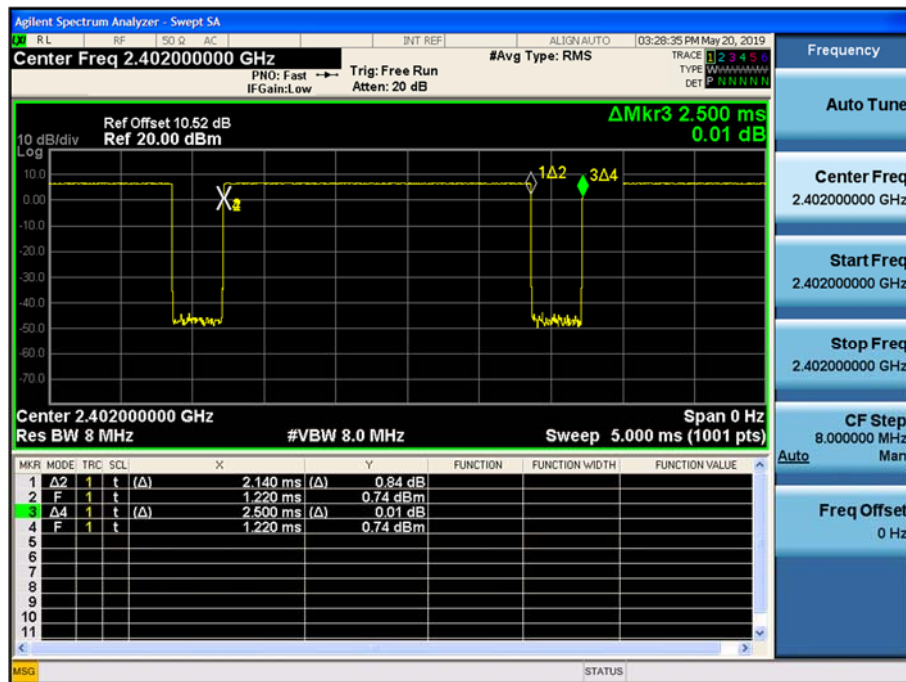 Agilent Spectrum Analyzer - Swept SA
LXI RL RF 50 Ω AC INT REF ALIGNAUTO 03:28:35 PM May 20, 2019
Center Freq 2.402000000 GHz #Avg Type: RMS TRACE 1 2 3 4 5 6
PNO: Fast Trig: Free Run TYPE WWWWWW
IFGain:Low Atten: 20 dB DET P N N N N N
Frequency
Auto Tune
Center Freq
2.402000000 GHz
Start Freq
2.402000000 GHz
Stop Freq
2.402000000 GHz
CF Step
8.000000 MHz
Auto Man
Freq Offset
0 Hz
ΔMkr3 2.500 ms
0.01 dB
Ref Offset 10.52 dB
10 dB/div Ref 20.00 dBm
Log
10.0
0.00
-10.0
-20.0
-30.0
-40.0
-50.0
-60.0
-70.0
1Δ2
3Δ4
Center 2.402000000 GHz Span 0 Hz
Res BW 8 MHz #VBW 8.0 MHz Sweep 5.000 ms (1001 pts)
MKR MODE TRC SCL X Y FUNCTION FUNCTION WIDTH FUNCTION VALUE
1 Δ2 1 t (Δ) 2.140 ms (Δ) 0.84 dB
2 F 1 t 1.220 ms 0.74 dBm
3 Δ4 1 t (Δ) 2.500 ms (Δ) 0.01 dB
4 F 1 t 1.220 ms 0.74 dBm
5
6
7
8
9
10
11
MSG STATUS